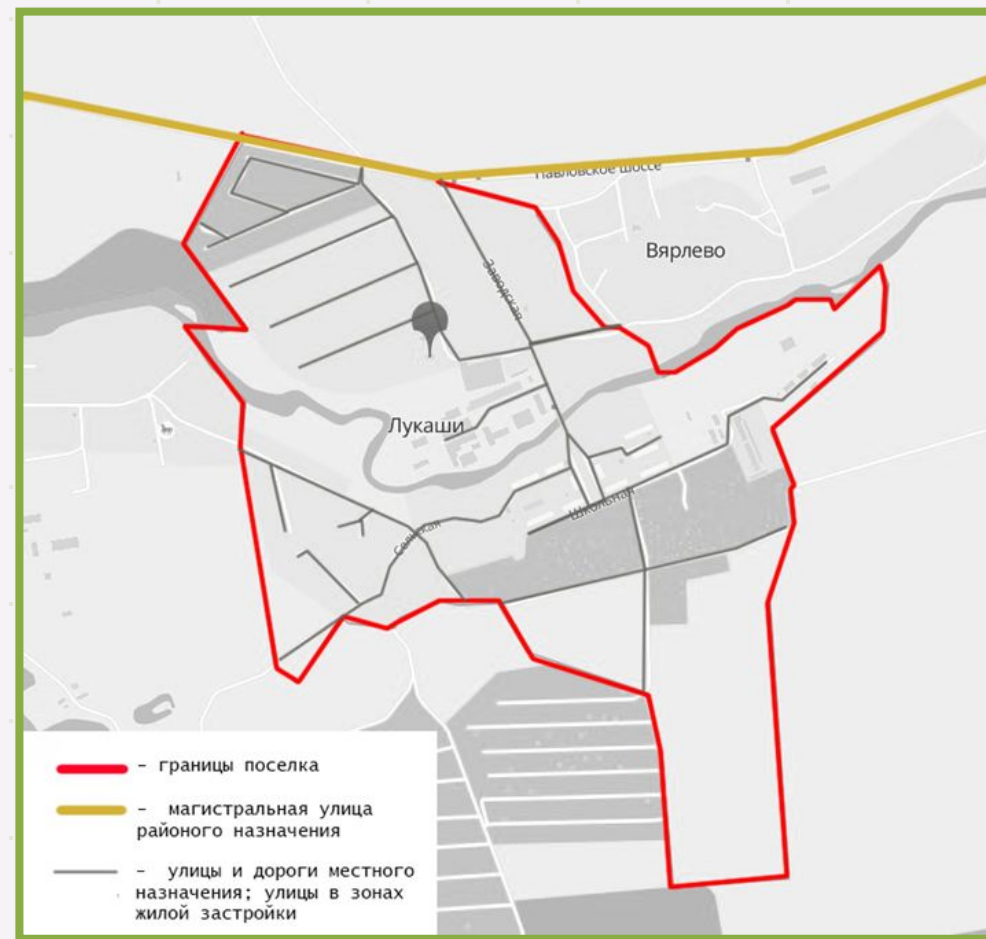 Павловское шоссе
Вярлево
Заводская
Лукаши
Школьная
Сельская
- границы поселка
- магистральная улица
районого назначения
- улицы и дороги местного
назначения; улицы в зонах
жилой застройки